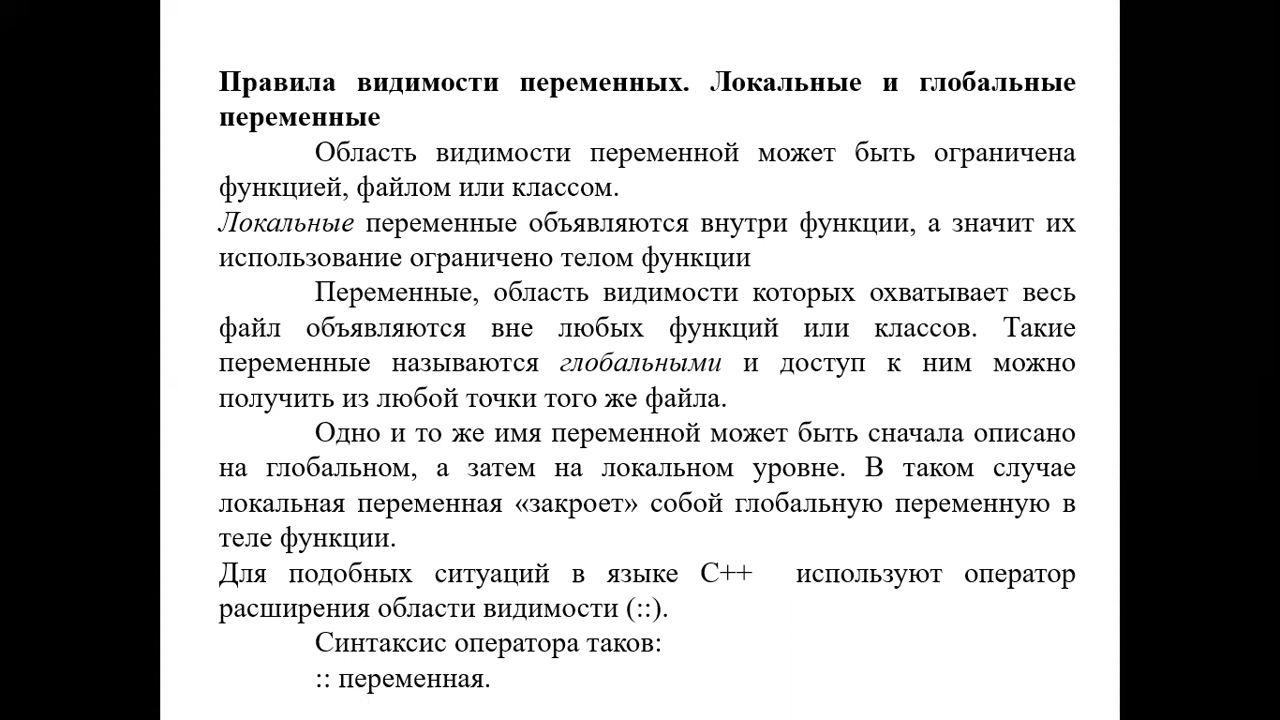 Правила видимости переменных. Локальные и глобальные
переменные
Область видимости переменной может быть ограничена
функцией, файлом или классом.
Локальные переменные объявляются внутри функции, а значит их
использование ограничено телом функции
Переменные, область видимости которых охватывает весь
файл объявляются вне любых функций или классов. Такие
переменные называются глобальными и доступ к ним можно
получить из любой точки того же файла.
Одно и то же имя переменной может быть сначала описано
на глобальном, а затем на локальном уровне. В таком случае
локальная переменная «закроет» собой глобальную переменную в
теле функции.
Для подобных ситуаций в языке C++ используют оператор
расширения области видимости (::).
Синтаксис оператора таков:
:: переменная.